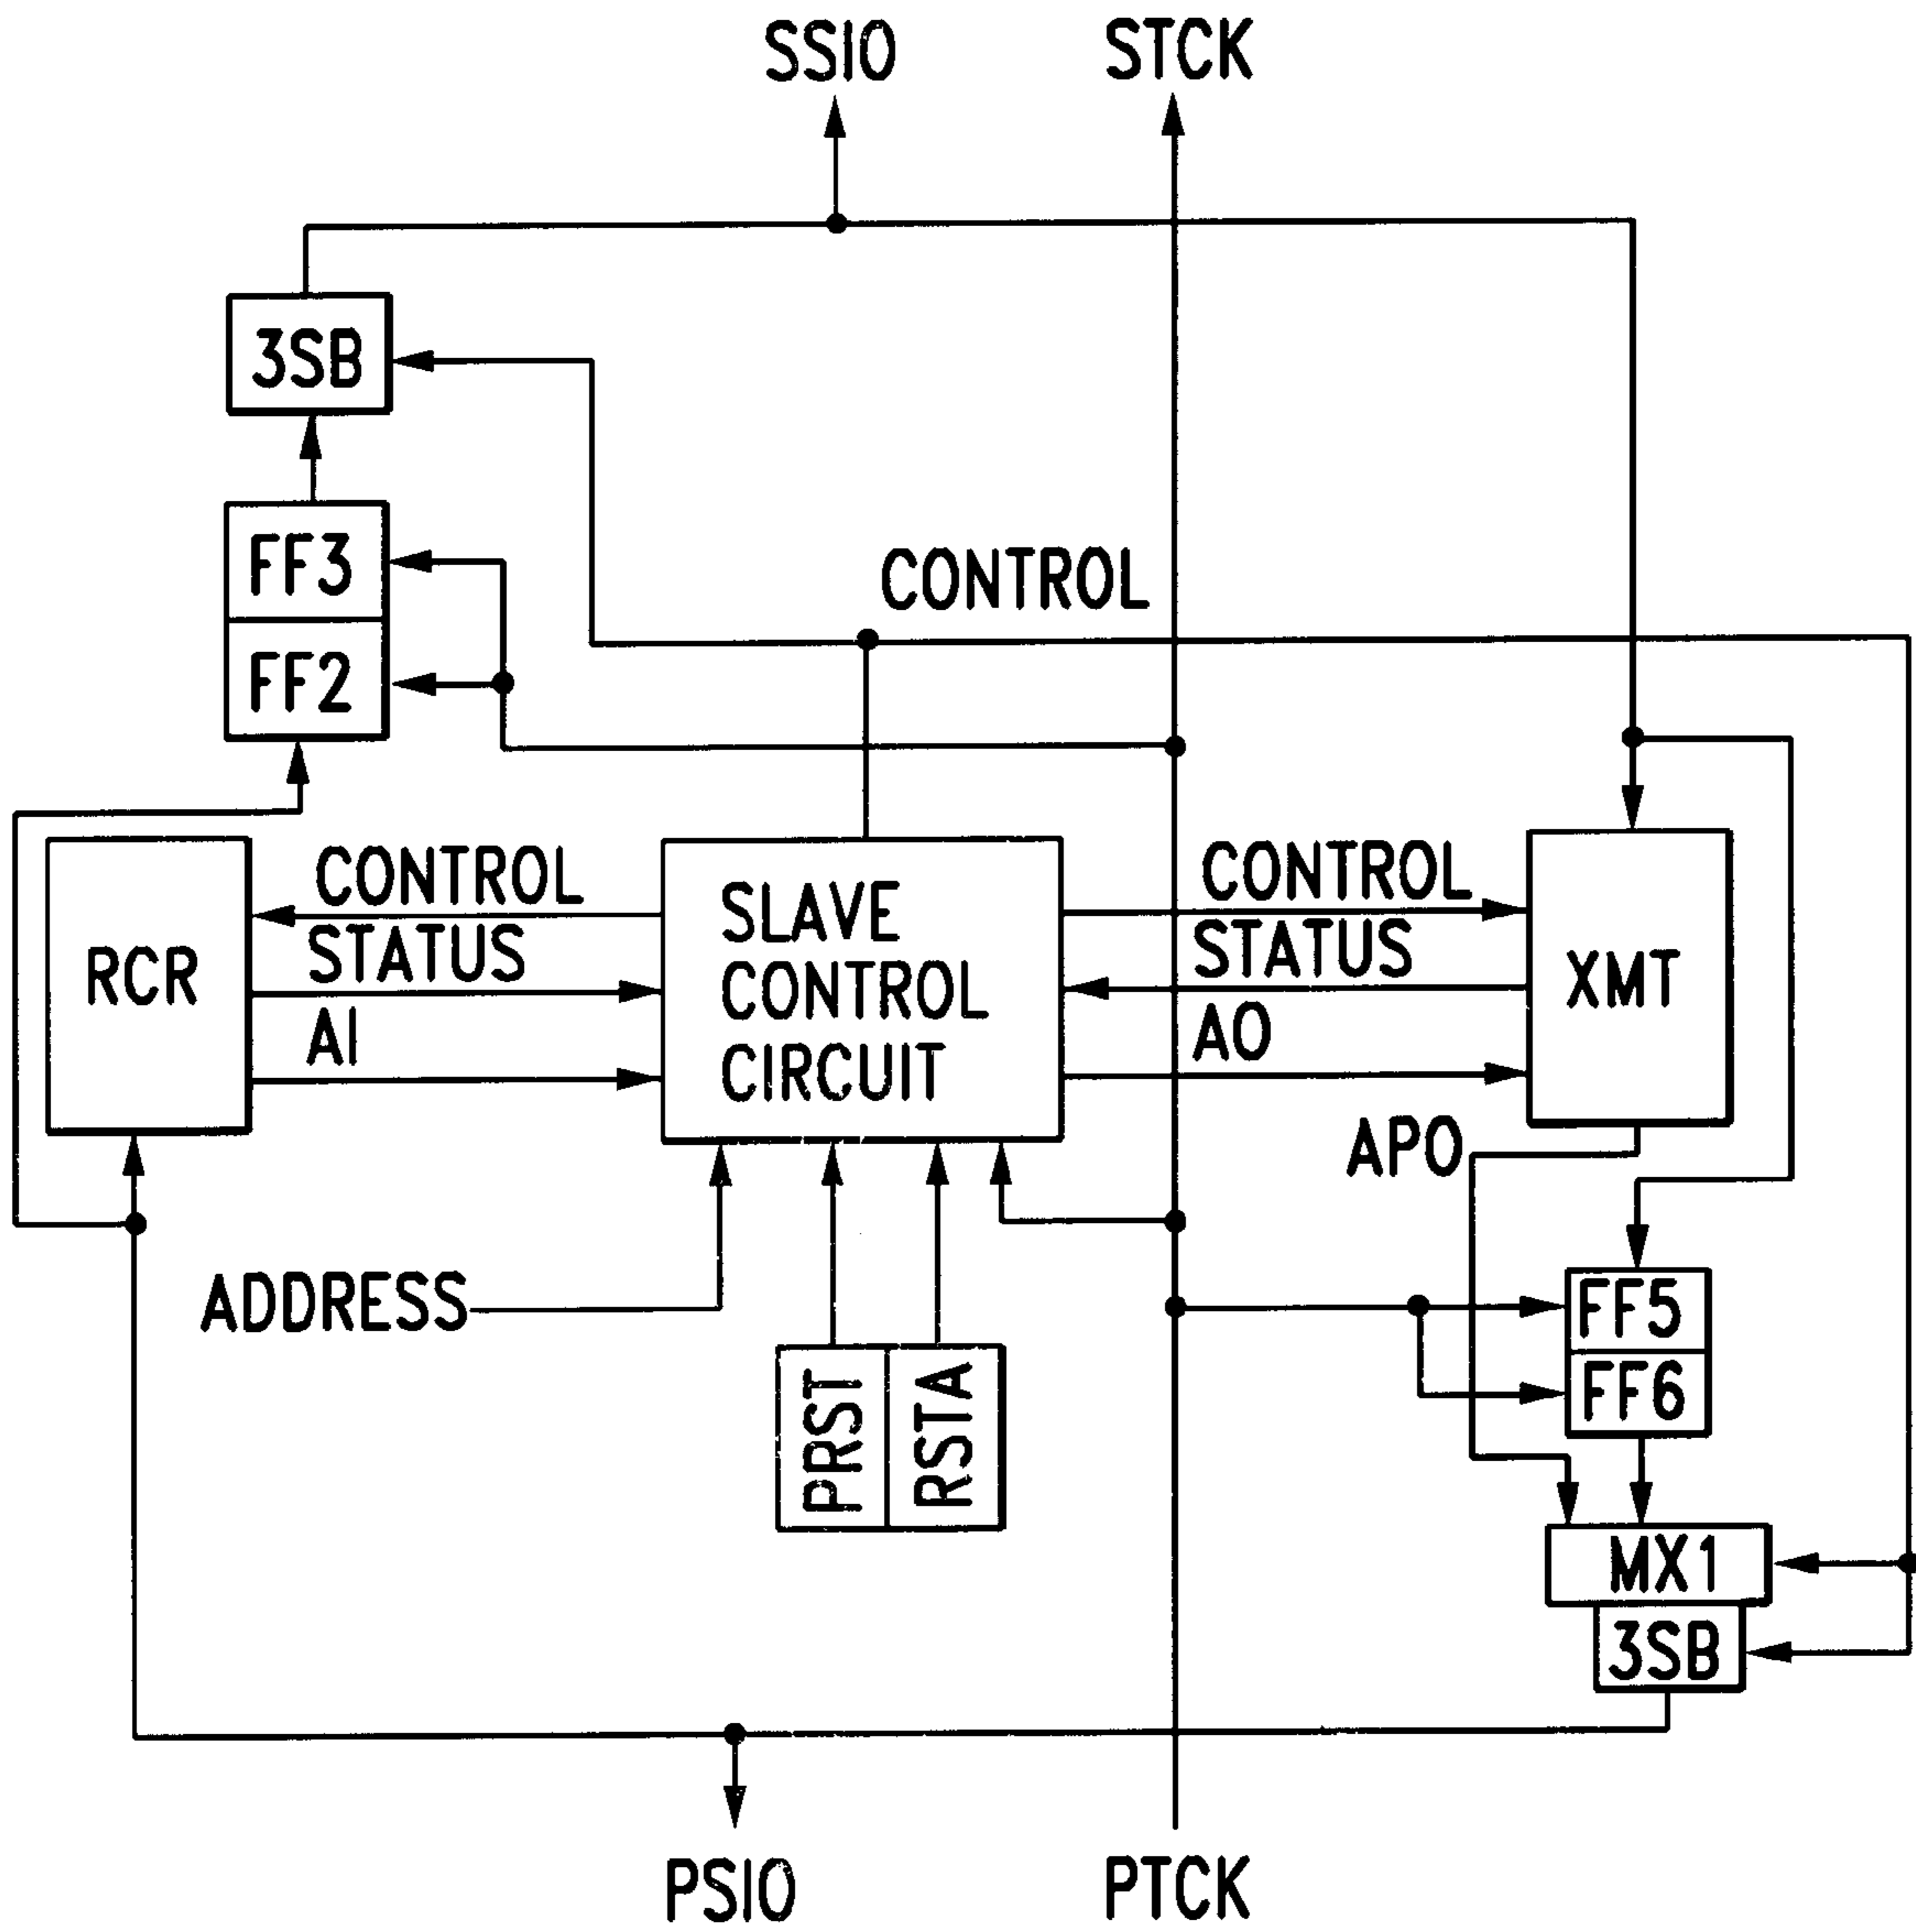 SSIO
STCK
3SB
FF3
FF2
CONTROL
RCR
CONTROL
STATUS
AI
SLAVE
CONTROL
CIRCUIT
CONTROL
STATUS
AO
XMT
APO
ADDRESS
PRST
RSTA
FF5
FF6
MX1
3SB
PSIO
PTCK